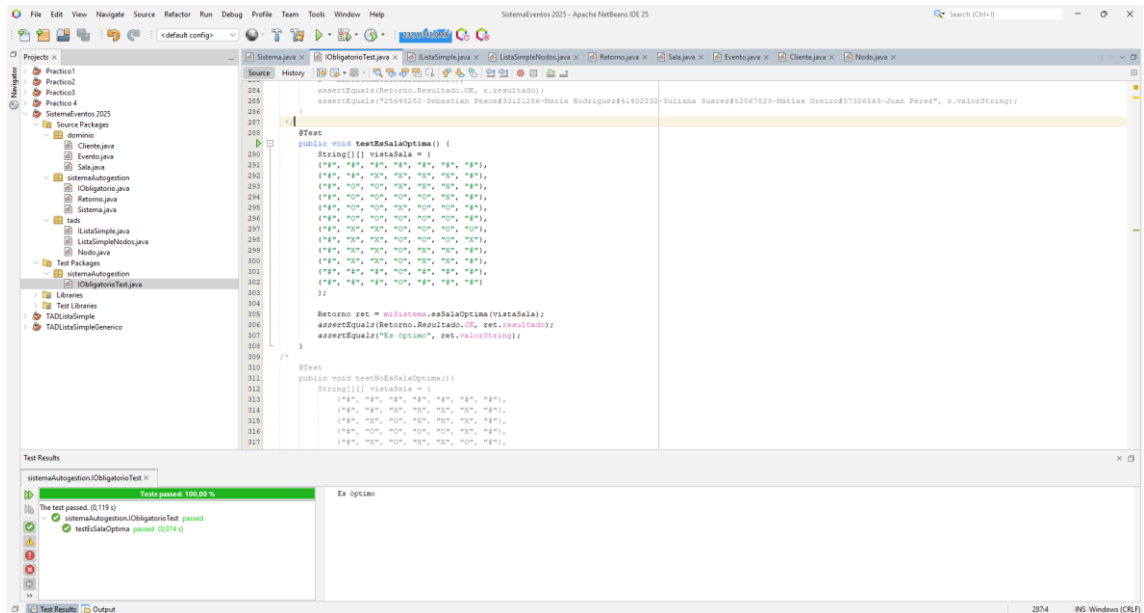 File Edit View Navigate Source Refactor Run Debug Profile Team Tools Window Help
SistemaEventos 2025 - Apache NetBeans IDE 25
Search (Ctrl+I)
<default config>
Projects
Navigator
Practico1
Practico2
Practico3
Practico 4
SistemaEventos 2025
Source Packages
dominio
Cliente.java
Evento.java
Sala.java
sistemaAutogestion
IObligatorio.java
Retorno.java
Sistema.java
tads
IListaSimple.java
ListaSimpleNodos.java
Nodo.java
Test Packages
sistemaAutogestion
IObligatorioTest.java
Libraries
Test Libraries
TADListaSimple
TADListaSimpleGenerico
Sistema.java IObligatorioTest.java IListaSimple.java ListaSimpleNodos.java Retorno.java Sala.java Evento.java Cliente.java Nodo.java
Source History
284 assertEquals(Retorno.Resultado.OK, r.resultado);
285 assertEquals("25645252-Sebastian Pesce#33121256-Maria Rodriguez#41402232-Yuliana Suarez#52567823-Matias Oreiro#57326563-Juan Perez", r.valorString);
286 }
287 */
288 @Test
public void testEsSalaOptima() {
290 String[][] vistaSala = {
291 {"#", "#", "#", "#", "#", "#", "#"},
292 {"#", "#", "X", "X", "X", "X", "#"},
293 {"#", "O", "O", "X", "X", "X", "#"},
294 {"#", "O", "O", "O", "O", "X", "#"},
295 {"#", "O", "O", "X", "O", "O", "#"},
296 {"#", "O", "O", "O", "O", "O", "#"},
297 {"#", "X", "X", "O", "O", "O", "O"},
298 {"#", "X", "X", "O", "O", "O", "X"},
299 {"#", "X", "X", "O", "X", "X", "#"},
300 {"#", "X", "X", "O", "X", "X", "#"},
301 {"#", "#", "#", "O", "#", "#", "#"},
302 {"#", "#", "#", "O", "#", "#", "#"}
303 };
304
305 Retorno ret = miSistema.esSalaOptima(vistaSala);
306 assertEquals(Retorno.Resultado.OK, ret.resultado);
307 assertEquals("Es óptimo", ret.valorString);
308 }
309 /*
310 @Test
311 public void testNoEsSalaOptima(){
312 String[][] vistaSala = {
313 {"#", "#", "#", "#", "#", "#", "#"},
314 {"#", "#", "X", "X", "X", "X", "#"},
315 {"#", "X", "O", "X", "X", "X", "#"},
316 {"#", "O", "O", "O", "O", "X", "#"},
317 {"#", "X", "O", "X", "X", "O", "#"},
Test Results
sistemaAutogestion.IObligatorioTest
Tests passed: 100,00 %
The test passed. (0,119 s)
sistemaAutogestion.IObligatorioTest passed
testEsSalaOptima passed (0,014 s)
Es óptimo
Test Results Output
287:4 INS Windows (CRLF)